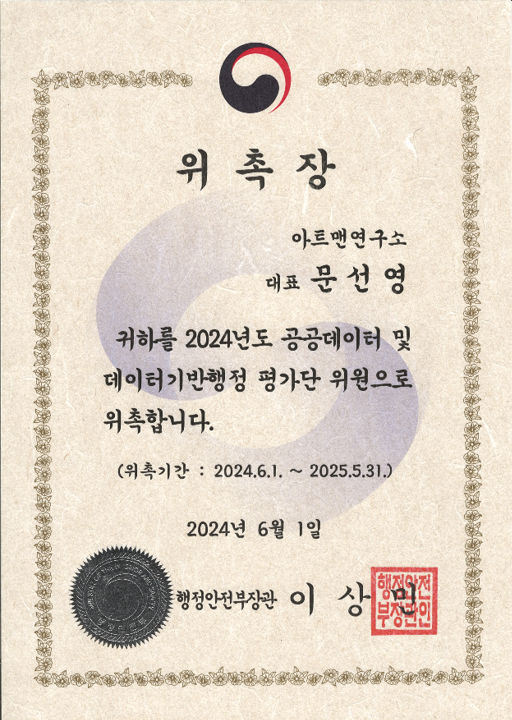 위 촉 장
아트맨연구소
대표 문 선 영
귀하를 2024년도 공공데이터 및
데이터기반행정 평가단 위원으로
위촉합니다.
(위촉기간 : 2024.6.1. ~ 2025.5.31.)
2024년 6월 1일
행정안전부장관 이 상 민
행정안전
부장관인